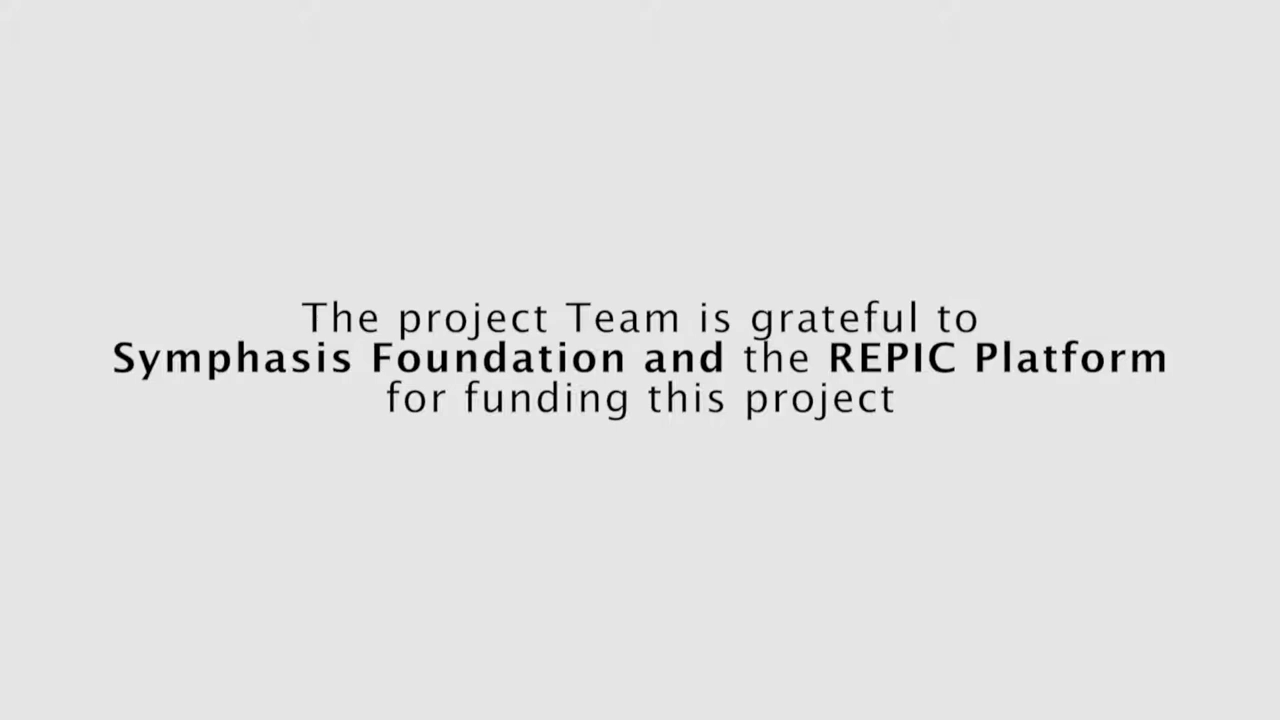 The project Team is grateful to
Symphasis Foundation and the REPIC Platform
for funding this project